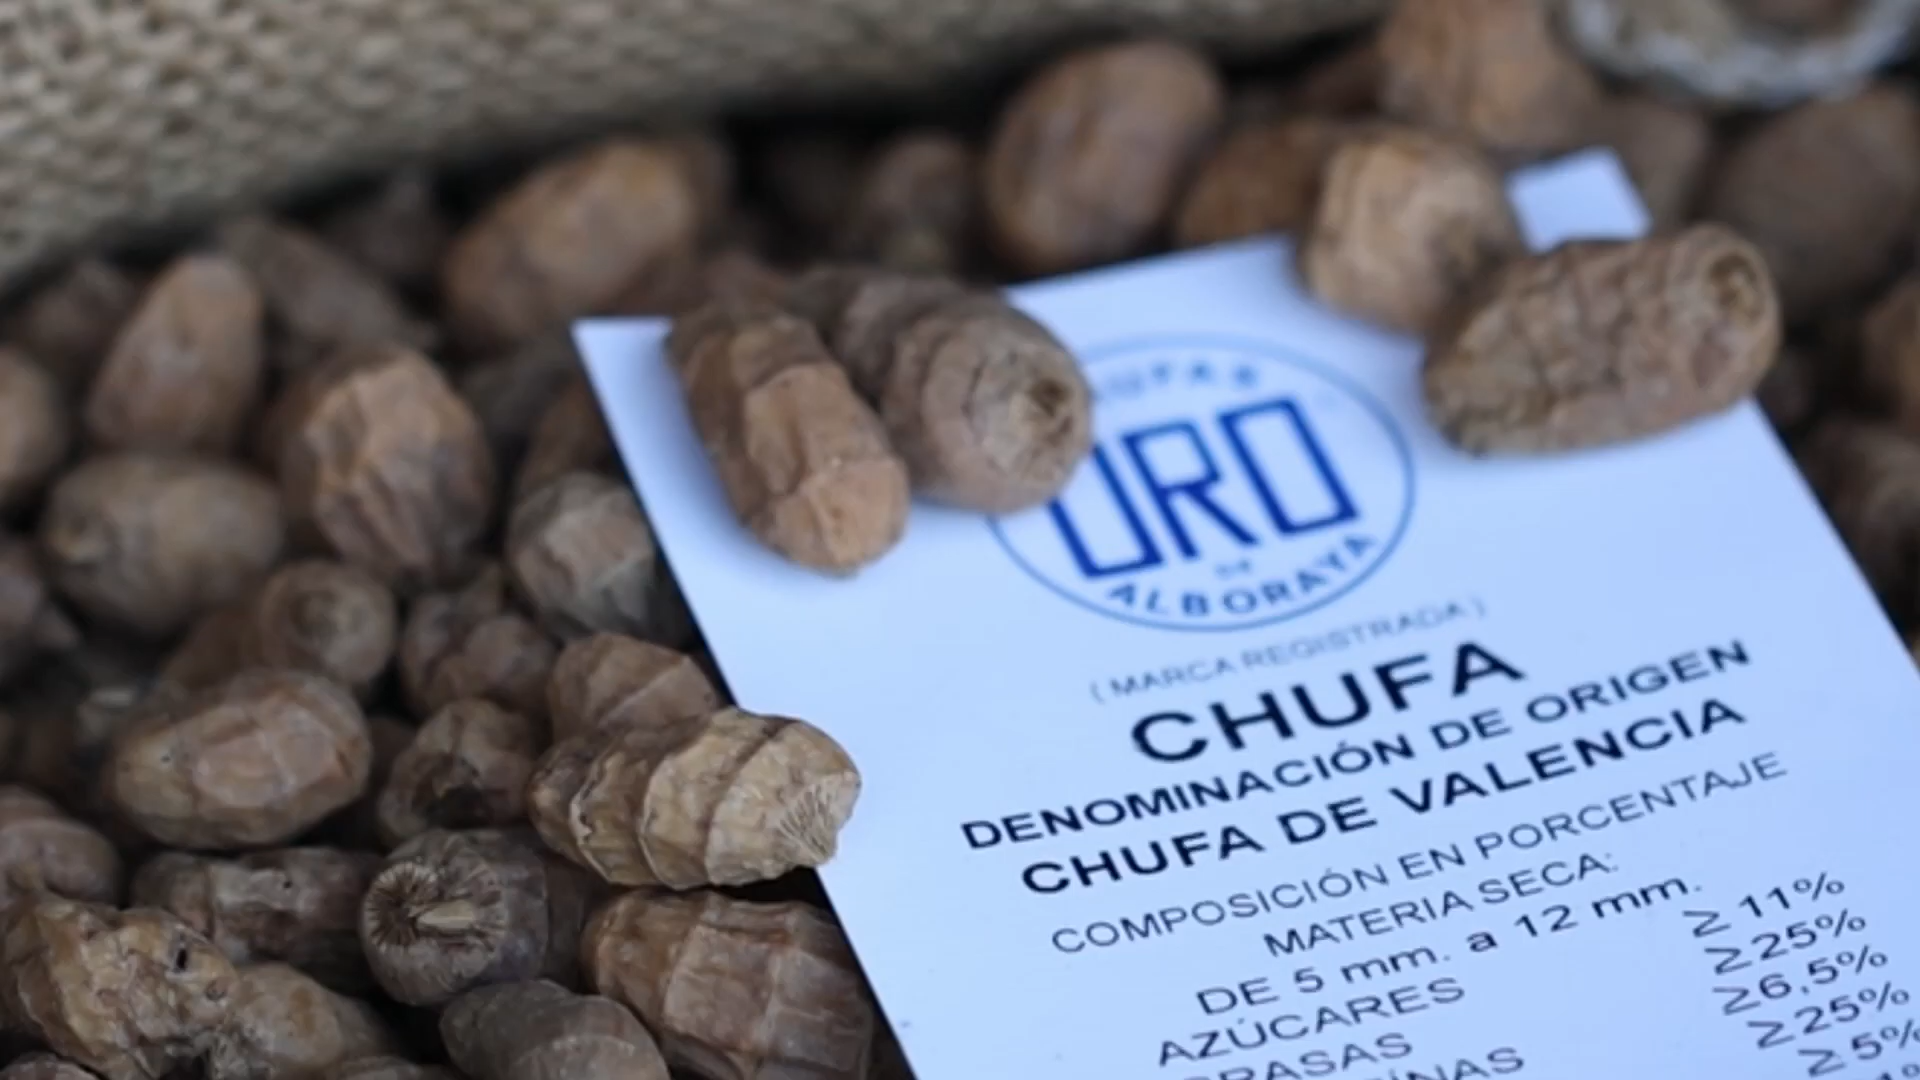 ORO
DE
ALBORAYA
(MARCA REGISTRADA)
CHUFA
DENOMINACIÓN DE ORIGEN
CHUFA DE VALENCIA
COMPOSICIÓN EN PORCENTAJE
MATERIA SECA:
DE 5 mm. a 12 mm.
AZÚCARES ≥ 11%
≥25%
≥6,5%
≥25%
≥5%